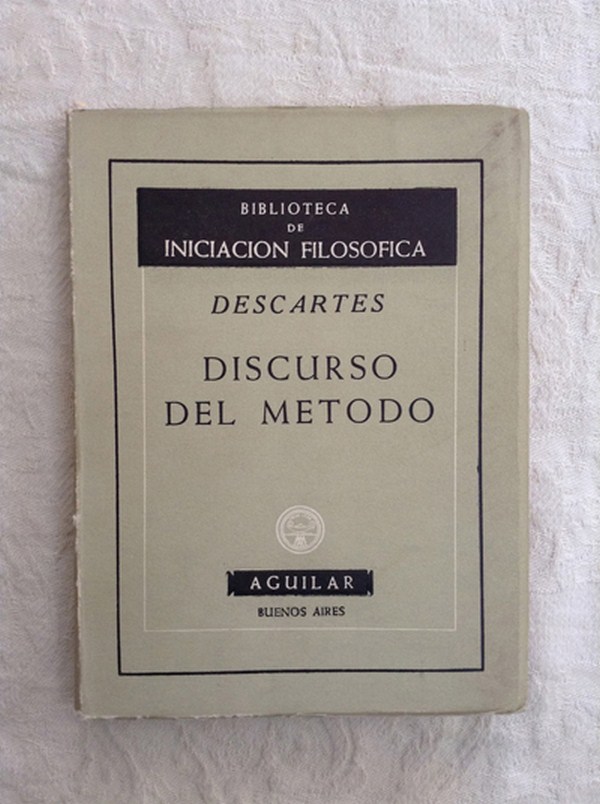 BIBLIOTECA
DE
INICIACION FILOSOFICA
DESCARTES
DISCURSO
DEL METODO
AGUILAR
BUENOS AIRES